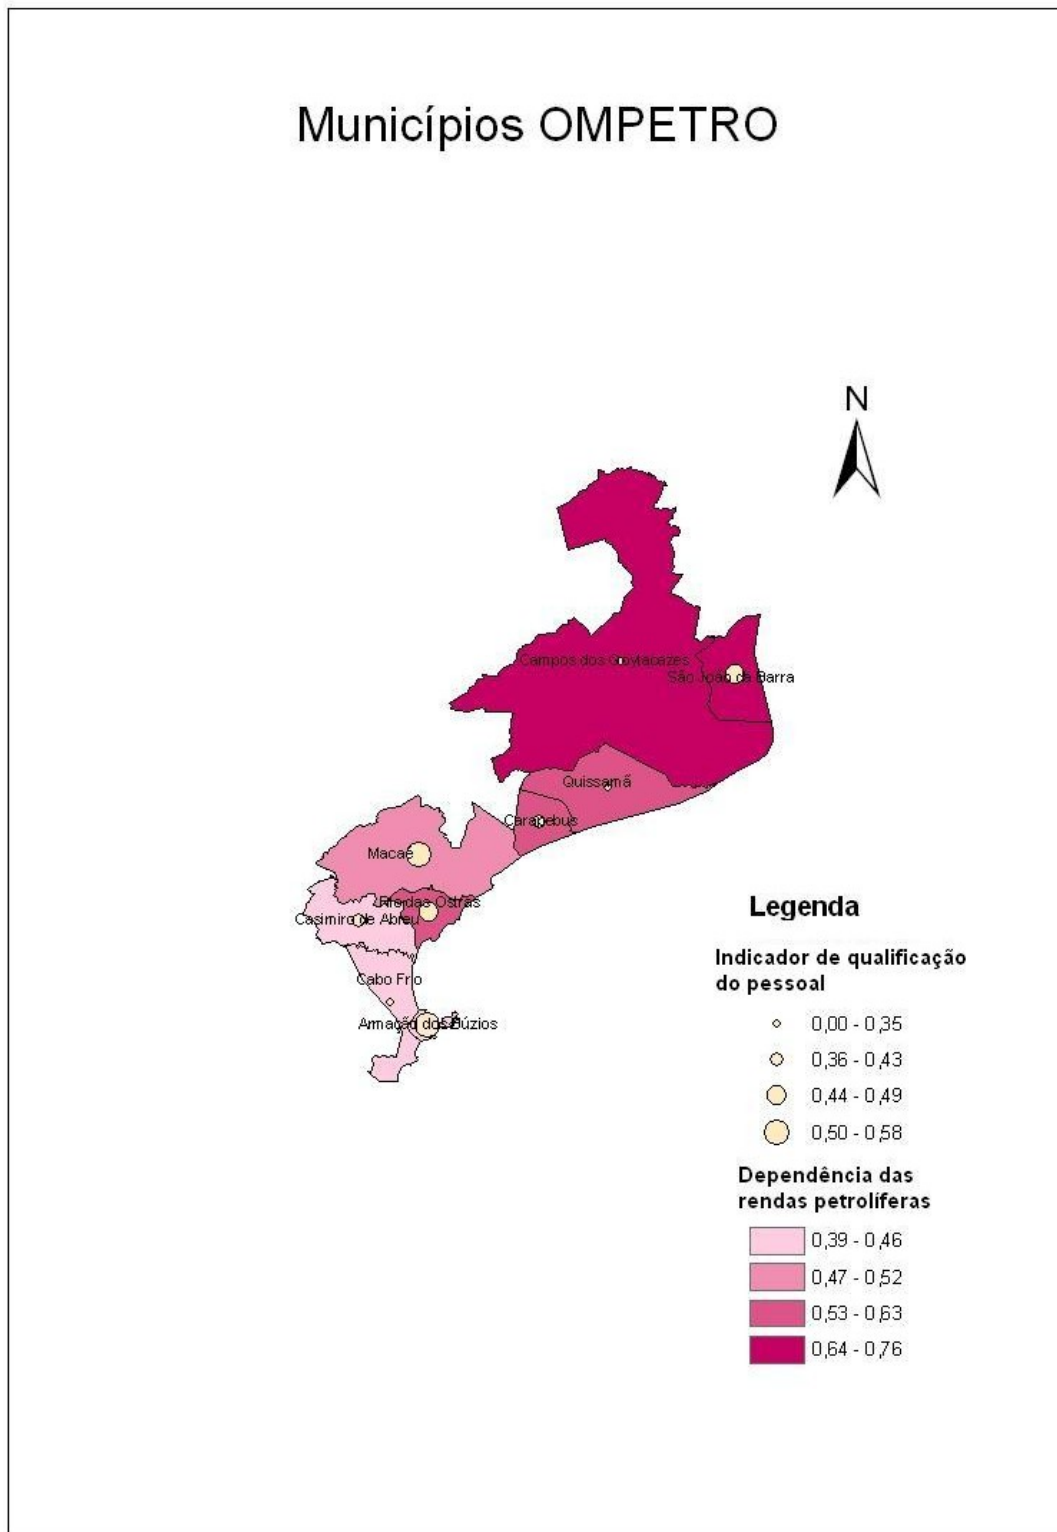 Municípios OMPETRO
N
Campos dos Goytacazes
São João da Barra
Quissamã
Carapebus
Macaé
Rio das Ostras
Casimiro de Abreu
Cabo Frio
Armação dos Búzios
Legenda
Indicador de qualificação
do pessoal
0,00 - 0,35
0,36 - 0,43
0,44 - 0,49
0,50 - 0,58
Dependência das
rendas petrolíferas
0,39 - 0,46
0,47 - 0,52
0,53 - 0,63
0,64 - 0,76